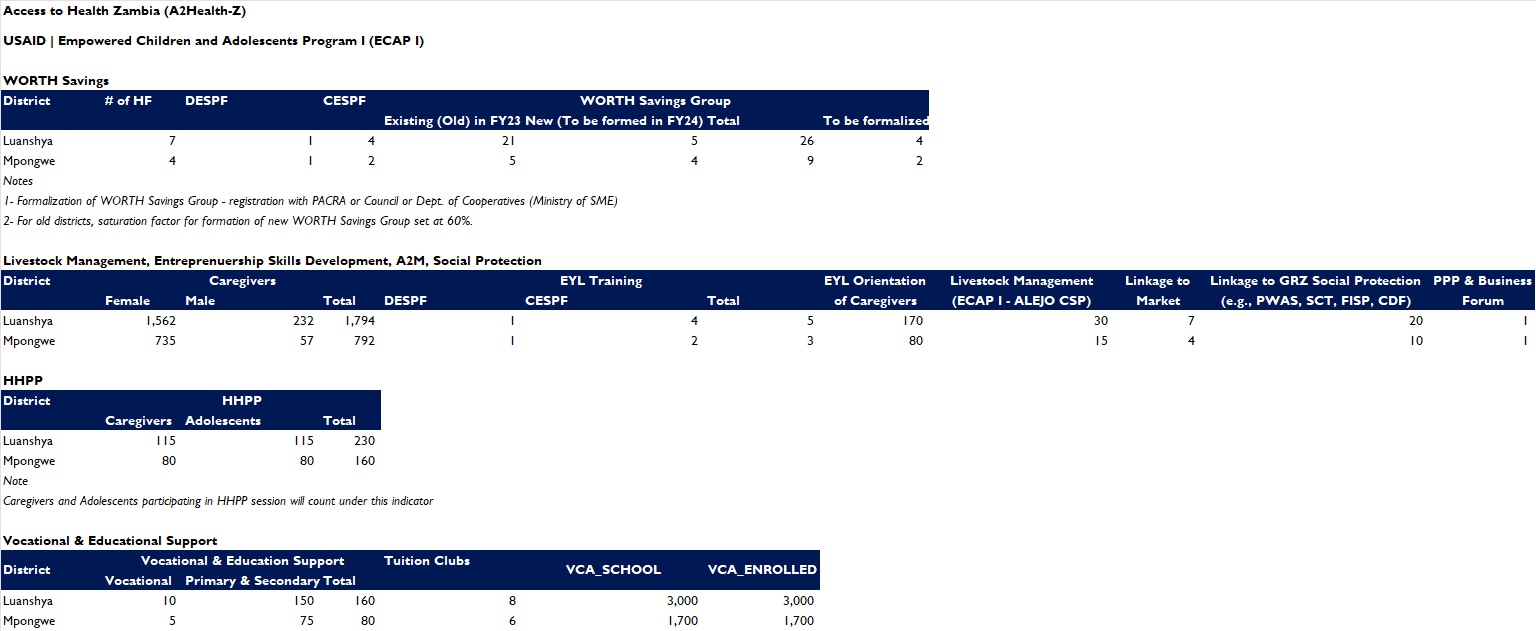 Access to Health Zambia (A2Health-Z)
USAID | Empowered Children and Adolescents Program I (ECAP I)
WORTH Savings
District # of HF DESPF CESPF WORTH Savings Group
Existing (Old) in FY23 New (To be formed in FY24) Total To be formalized
Luanshya 7 1 4 21 5 26 4
Mpongwe 4 1 2 5 4 9 2
Notes
1- Formalization of WORTH Savings Group - registration with PACRA or Council or Dept. of Cooperatives (Ministry of SME)
2- For old districts, saturation factor for formation of new WORTH Savings Group set at 60%.
Livestock Management, Entreprenuership Skills Development, A2M, Social Protection
District Caregivers EYL Training EYL Orientation Livestock Management Linkage to Linkage to GRZ Social Protection PPP & Business
Female Male Total DESPF CESPF Total of Caregivers (ECAP I - ALEJO CSP) Market (e.g., PWAS, SCT, FISP, CDF) Forum
Luanshya 1,562 232 1,794 1 4 5 170 30 7 20 1
Mpongwe 735 57 792 1 2 3 80 15 4 10 1
HHPP
District HHPP
Caregivers Adolescents Total
Luanshya 115 115 230
Mpongwe 80 80 160
Note
Caregivers and Adolescents participating in HHPP session will count under this indicator
Vocational & Educational Support
District Vocational & Education Support Tuition Clubs VCA_SCHOOL VCA_ENROLLED
Vocational Primary & Secondary Total
Luanshya 10 150 160 8 3,000 3,000
Mpongwe 5 75 80 6 1,700 1,700